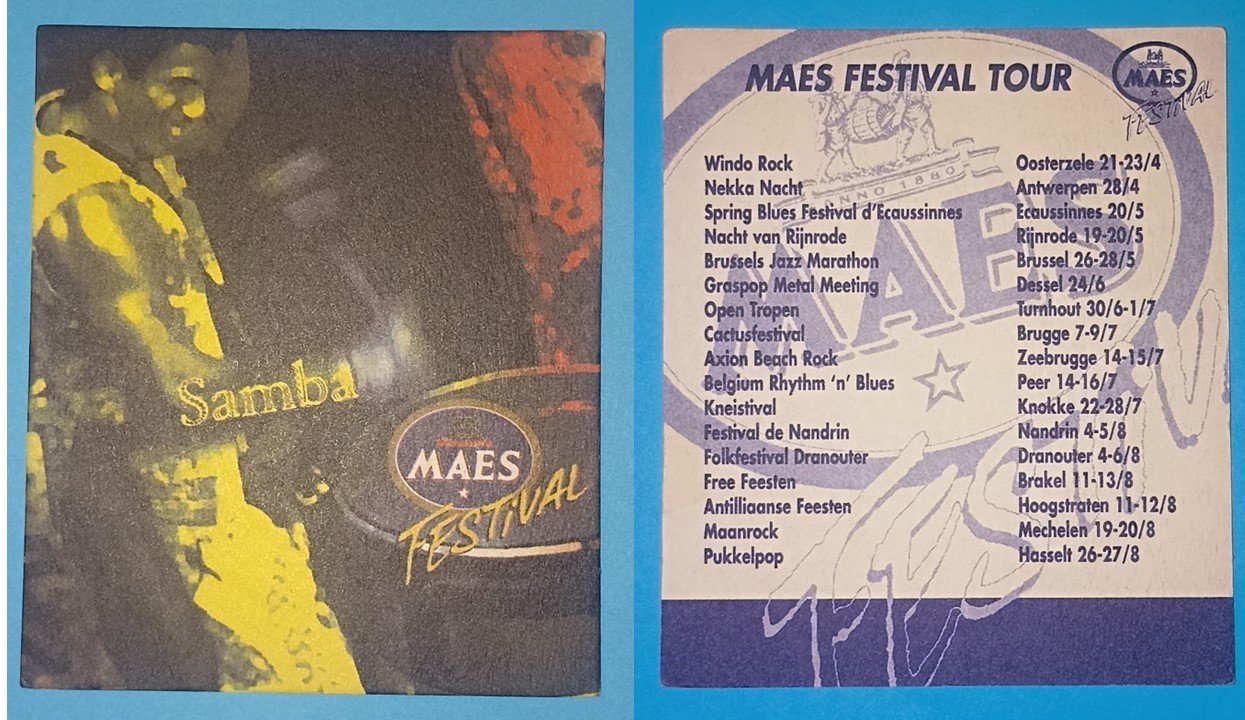 Samba
MAES
FESTiVAL
MAES FESTIVAL TOUR
MAES
FESTiVAL
ANNO 1880
MAES
Festival
Windo Rock Oosterzele 21-23/4
Nekka Nacht Antwerpen 28/4
Spring Blues Festival d'Ecaussinnes Ecaussinnes 20/5
Nacht van Rijnrode Rijnrode 19-20/5
Brussels Jazz Marathon Brussel 26-28/5
Graspop Metal Meeting Dessel 24/6
Open Tropen Turnhout 30/6-1/7
Cactusfestival Brugge 7-9/7
Axion Beach Rock Zeebrugge 14-15/7
Belgium Rhythm 'n' Blues Peer 14-16/7
Kneistival Knokke 22-28/7
Festival de Nandrin Nandrin 4-5/8
Folkfestival Dranouter Dranouter 4-6/8
Free Feesten Brakel 11-13/8
Antilliaanse Feesten Hoogstraten 11-12/8
Maanrock Mechelen 19-20/8
Pukkelpop Hasselt 26-27/8